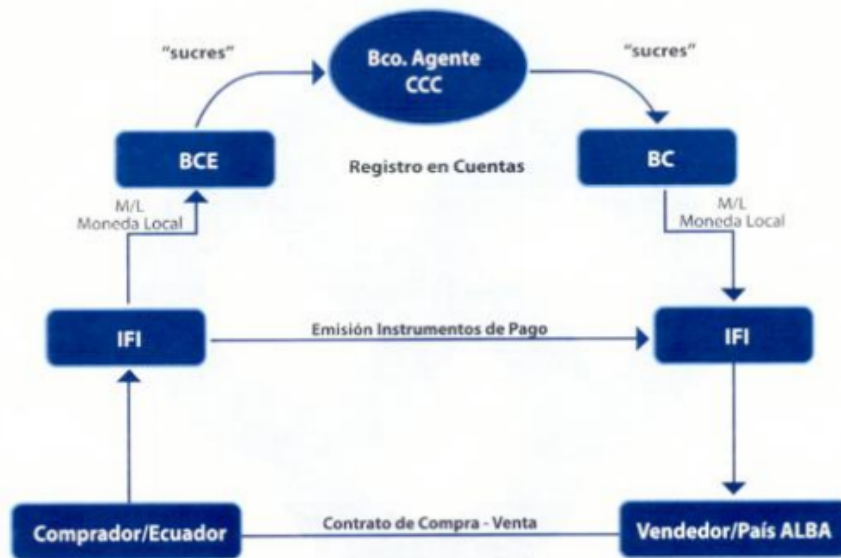 "sucres"
Bco. Agente
CCC
"sucres"
BCE
Registro en Cuentas
BC
M/L
Moneda Local
M/L
Moneda Local
IFI
Emisión Instrumentos de Pago
IFI
Comprador/Ecuador
Contrato de Compra - Venta
Vendedor/País ALBA